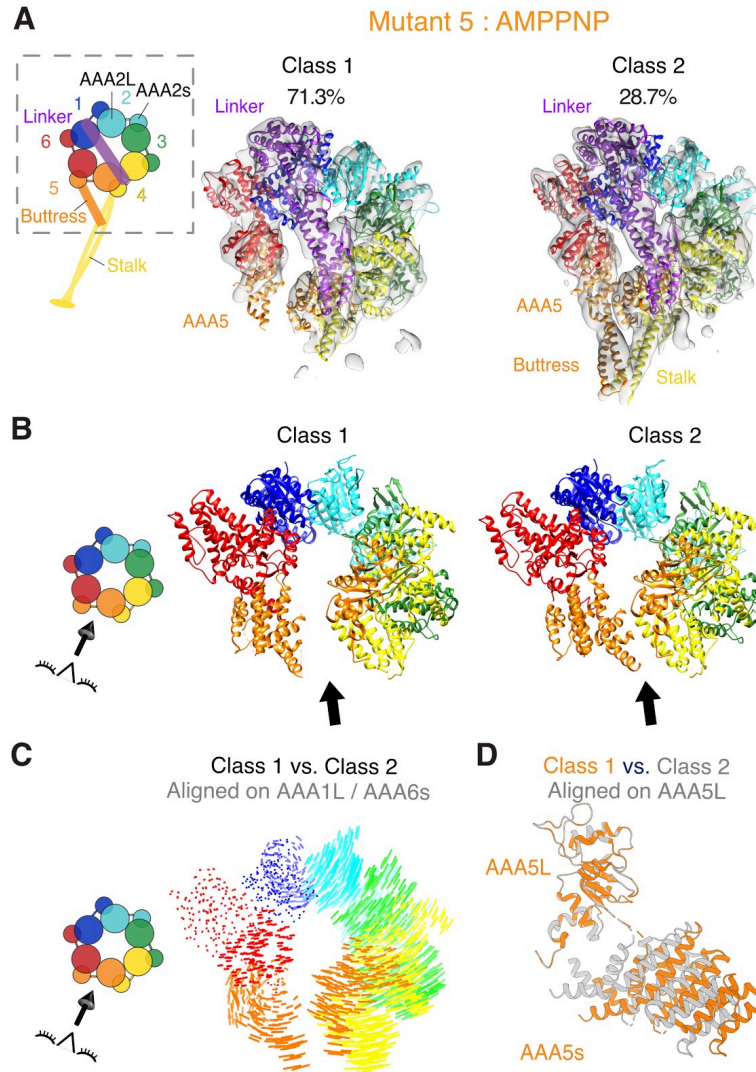 A
Mutant 5 : AMPPNP
AAA2L
AAA2s
Linker
1
2
3
4
5
6
Buttress
Stalk
Class 1
71.3%
Linker
AAA5
Class 2
28.7%
Linker
AAA5
Buttress
Stalk
B
Class 1
Class 2
C
Class 1 vs. Class 2
Aligned on AAA1L / AAA6s
D
Class 1 vs. Class 2
Aligned on AAA5L
AAA5L
AAA5s